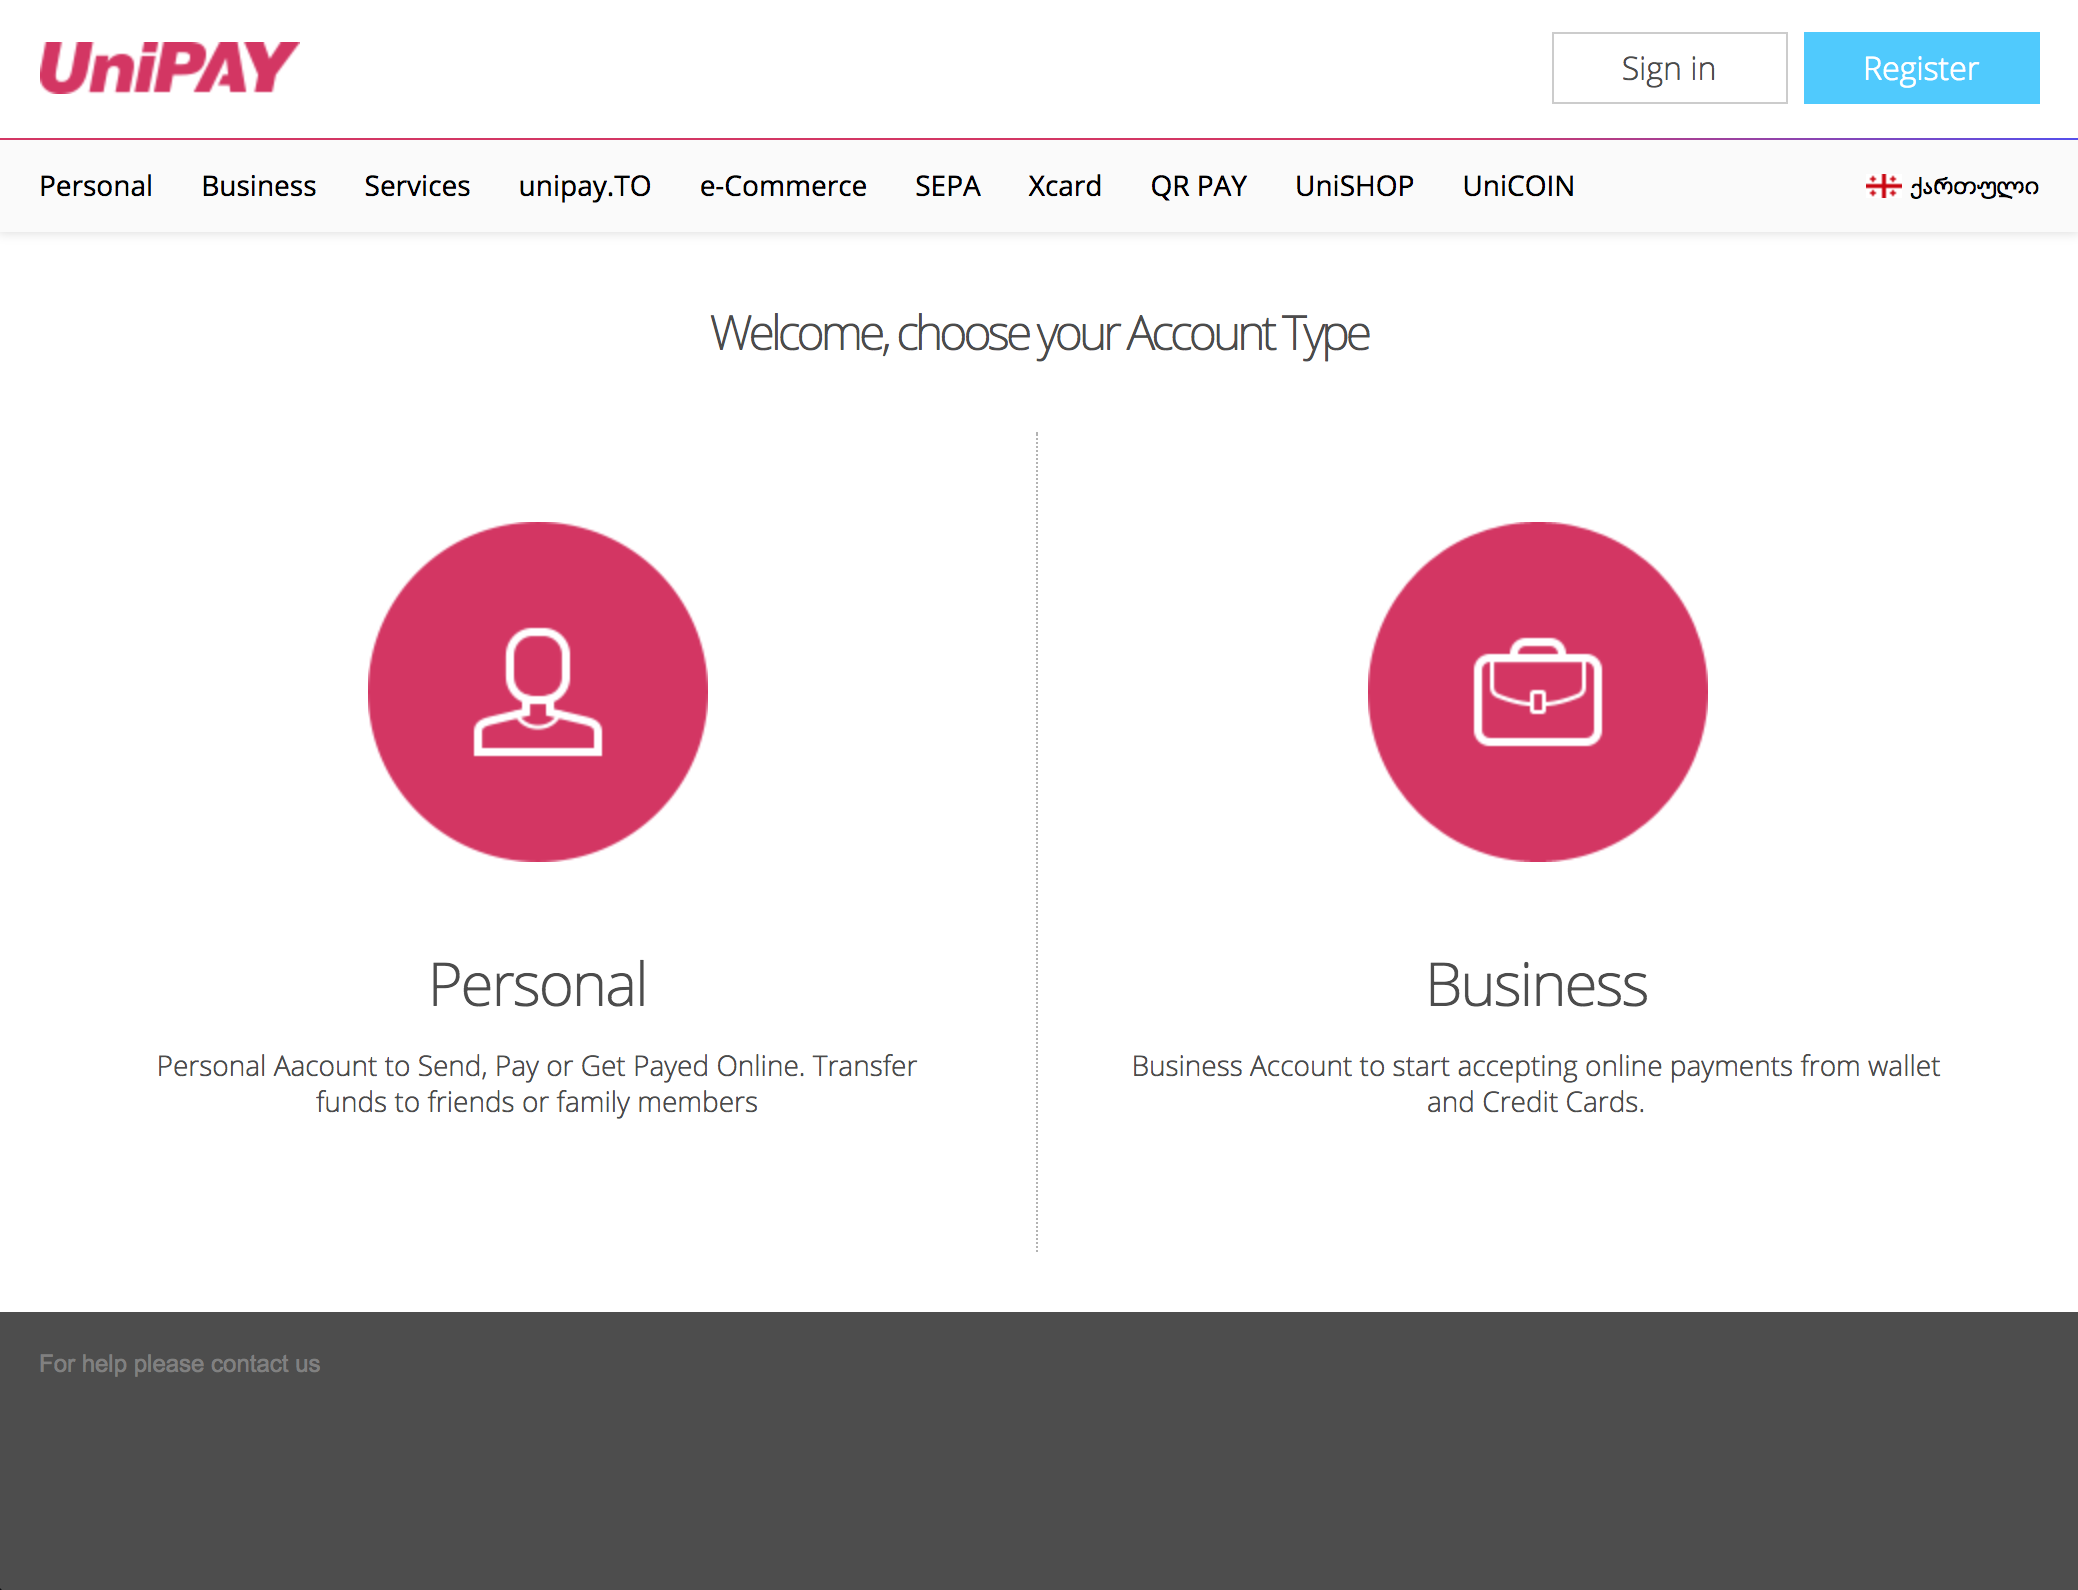 UniPAY
Sign in
Register
Personal
Business
Services
unipay.TO
e-Commerce
SEPA
Xcard
QR PAY
UniSHOP
UniCOIN
ქართული
Welcome, choose your Account Type
Personal
Personal Aacount to Send, Pay or Get Payed Online. Transfer
funds to friends or family members
Business
Business Account to start accepting online payments from wallet
and Credit Cards.
For help please contact us